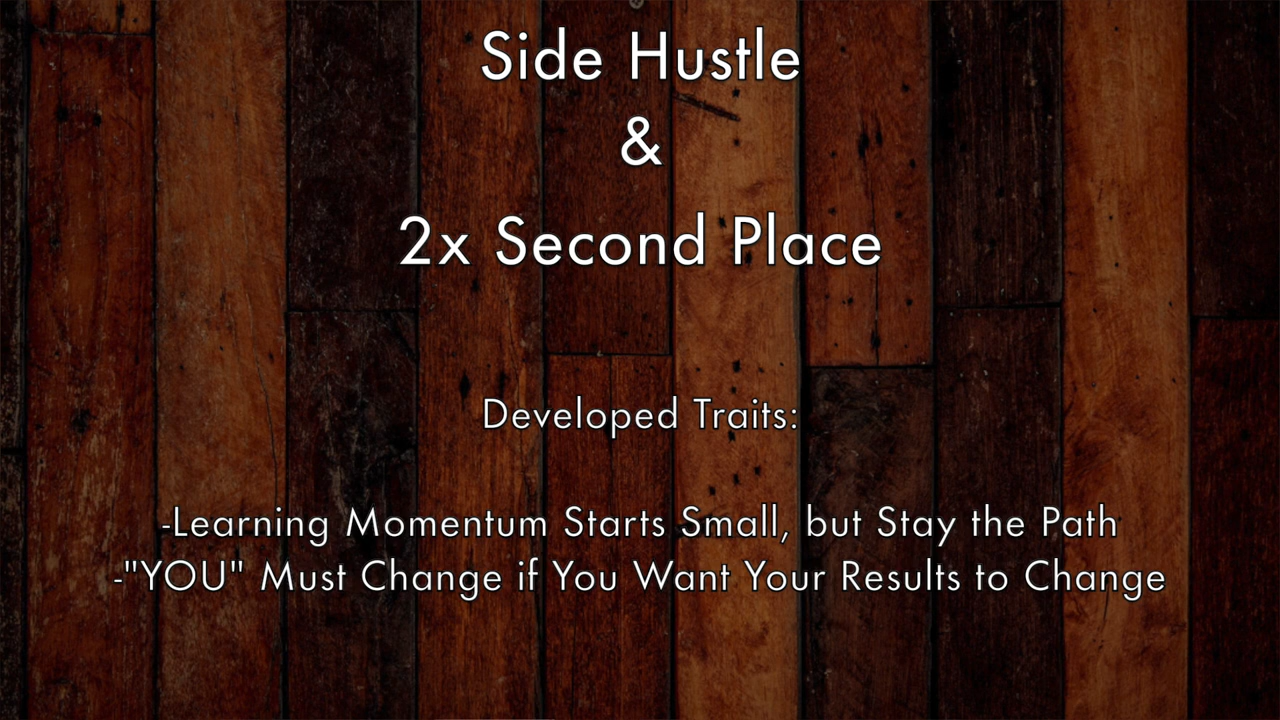 Side Hustle
&
2x Second Place
Developed Traits:
-Learning Momentum Starts Small, but Stay the Path
-"YOU" Must Change if You Want Your Results to Change